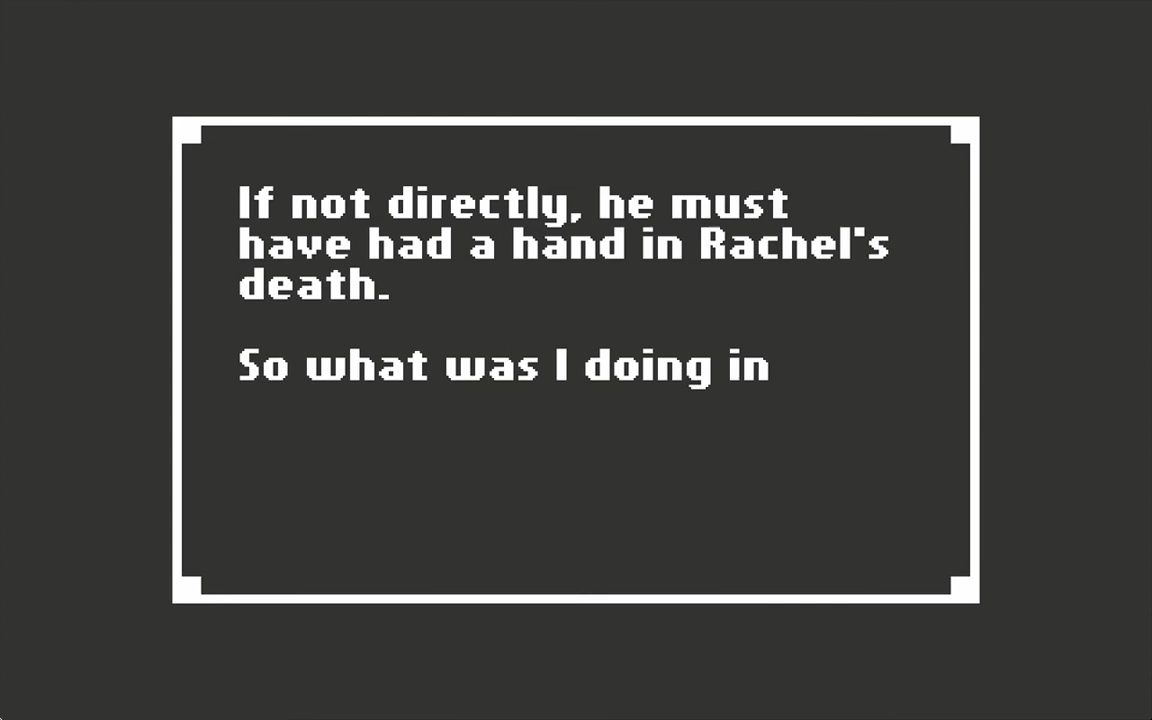 If not directly, he must
have had a hand in Rachel's
death.
So what was I doing in